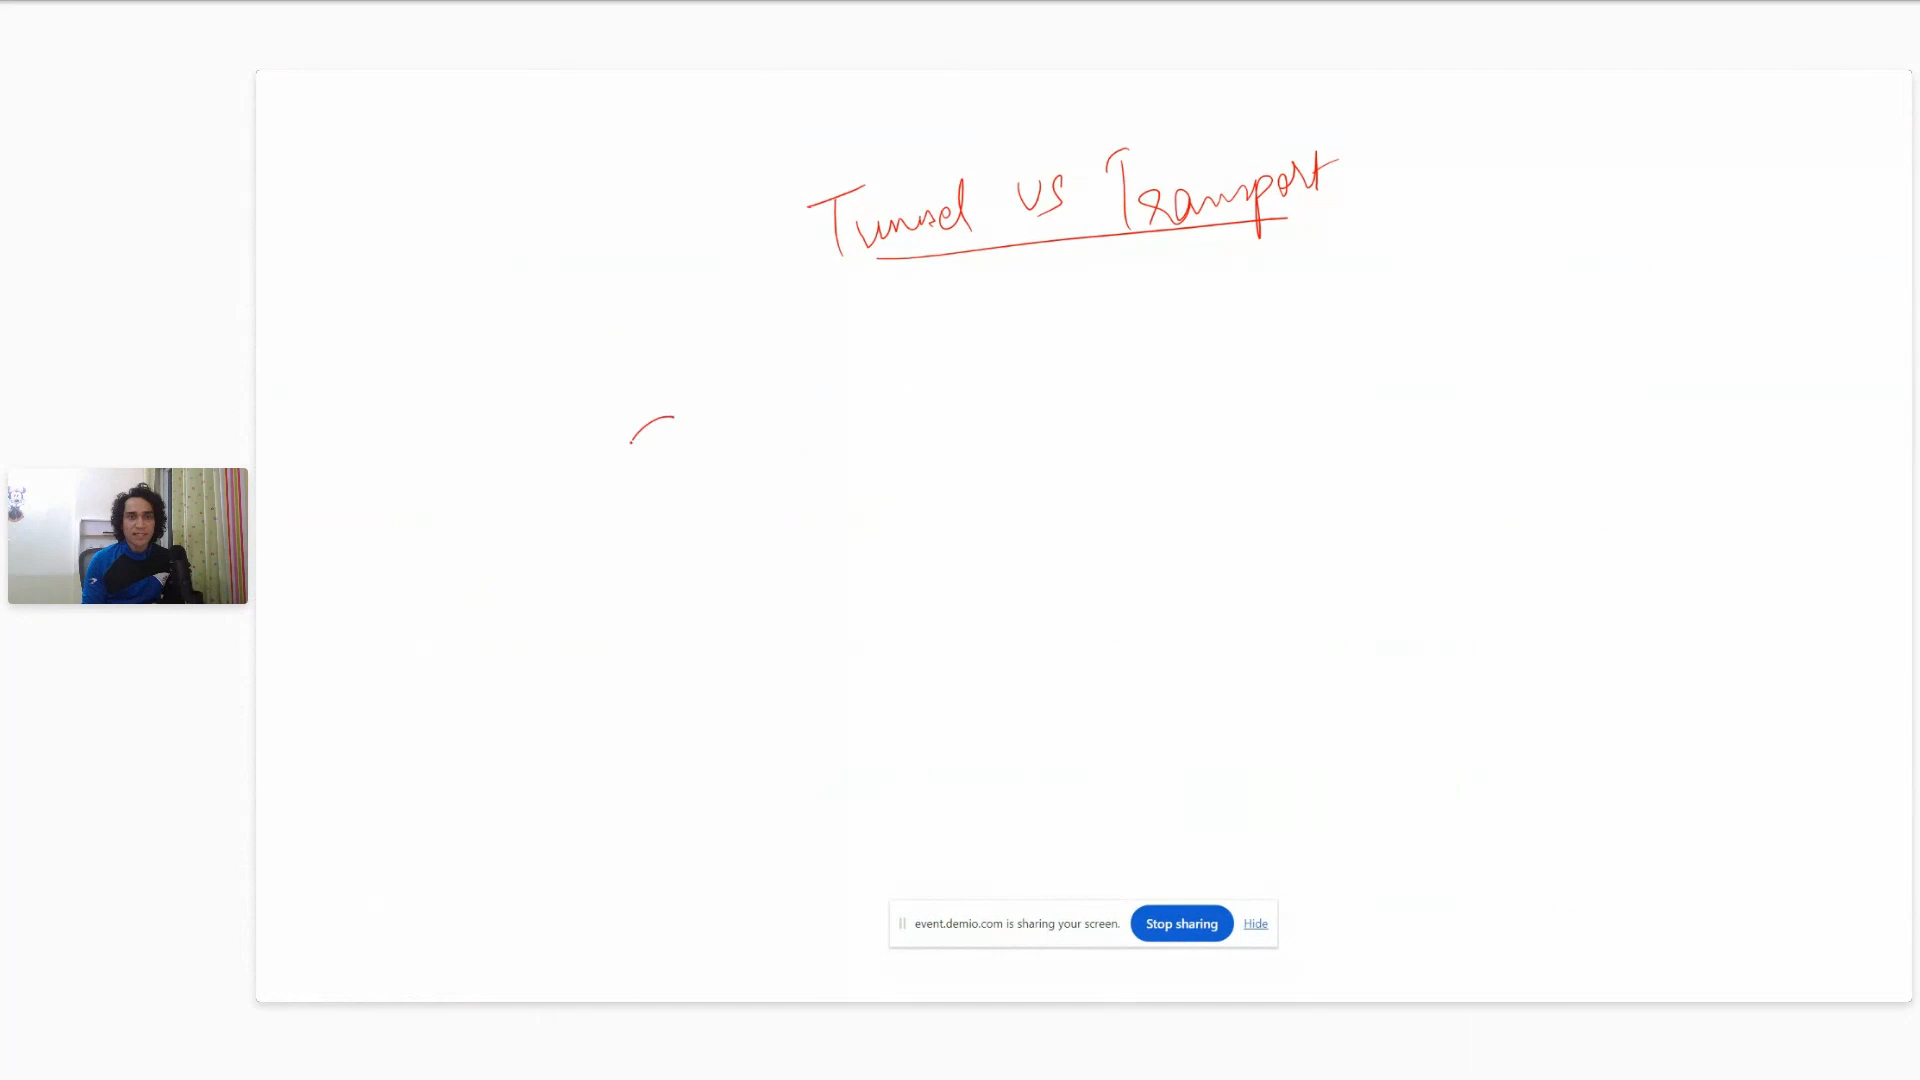 Tunnel vs Transport
event.demio.com is sharing your screen. Stop sharing Hide